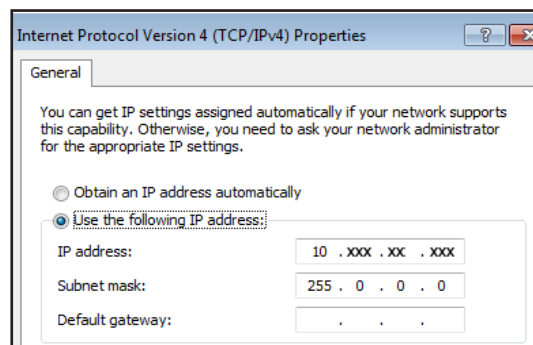 Internet Protocol Version 4 (TCP/IPv4) Properties
General
You can get IP settings assigned automatically if your network supports
this capability. Otherwise, you need to ask your network administrator
for the appropriate IP settings.
Obtain an IP address automatically
Use the following IP address:
IP address: 10 . xxx . xx . xxx
Subnet mask: 255 . 0 . 0 . 0
Default gateway: . . .